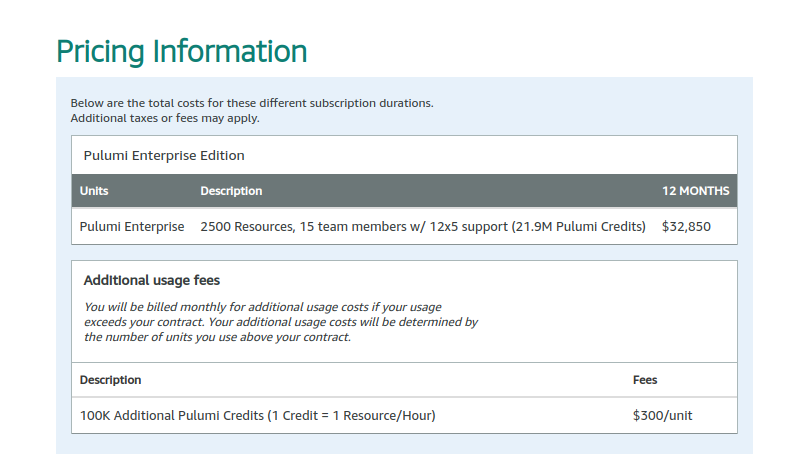 Pricing Information
Below are the total costs for these different subscription durations.
Additional taxes or fees may apply.
Pulumi Enterprise Edition
Units Description 12 MONTHS
Pulumi Enterprise 2500 Resources, 15 team members w/ 12x5 support (21.9M Pulumi Credits) $32,850
Additional usage fees
You will be billed monthly for additional usage costs if your usage
exceeds your contract. Your additional usage costs will be determined by
the number of units you use above your contract.
Description Fees
100K Additional Pulumi Credits (1 Credit = 1 Resource/Hour) $300/unit